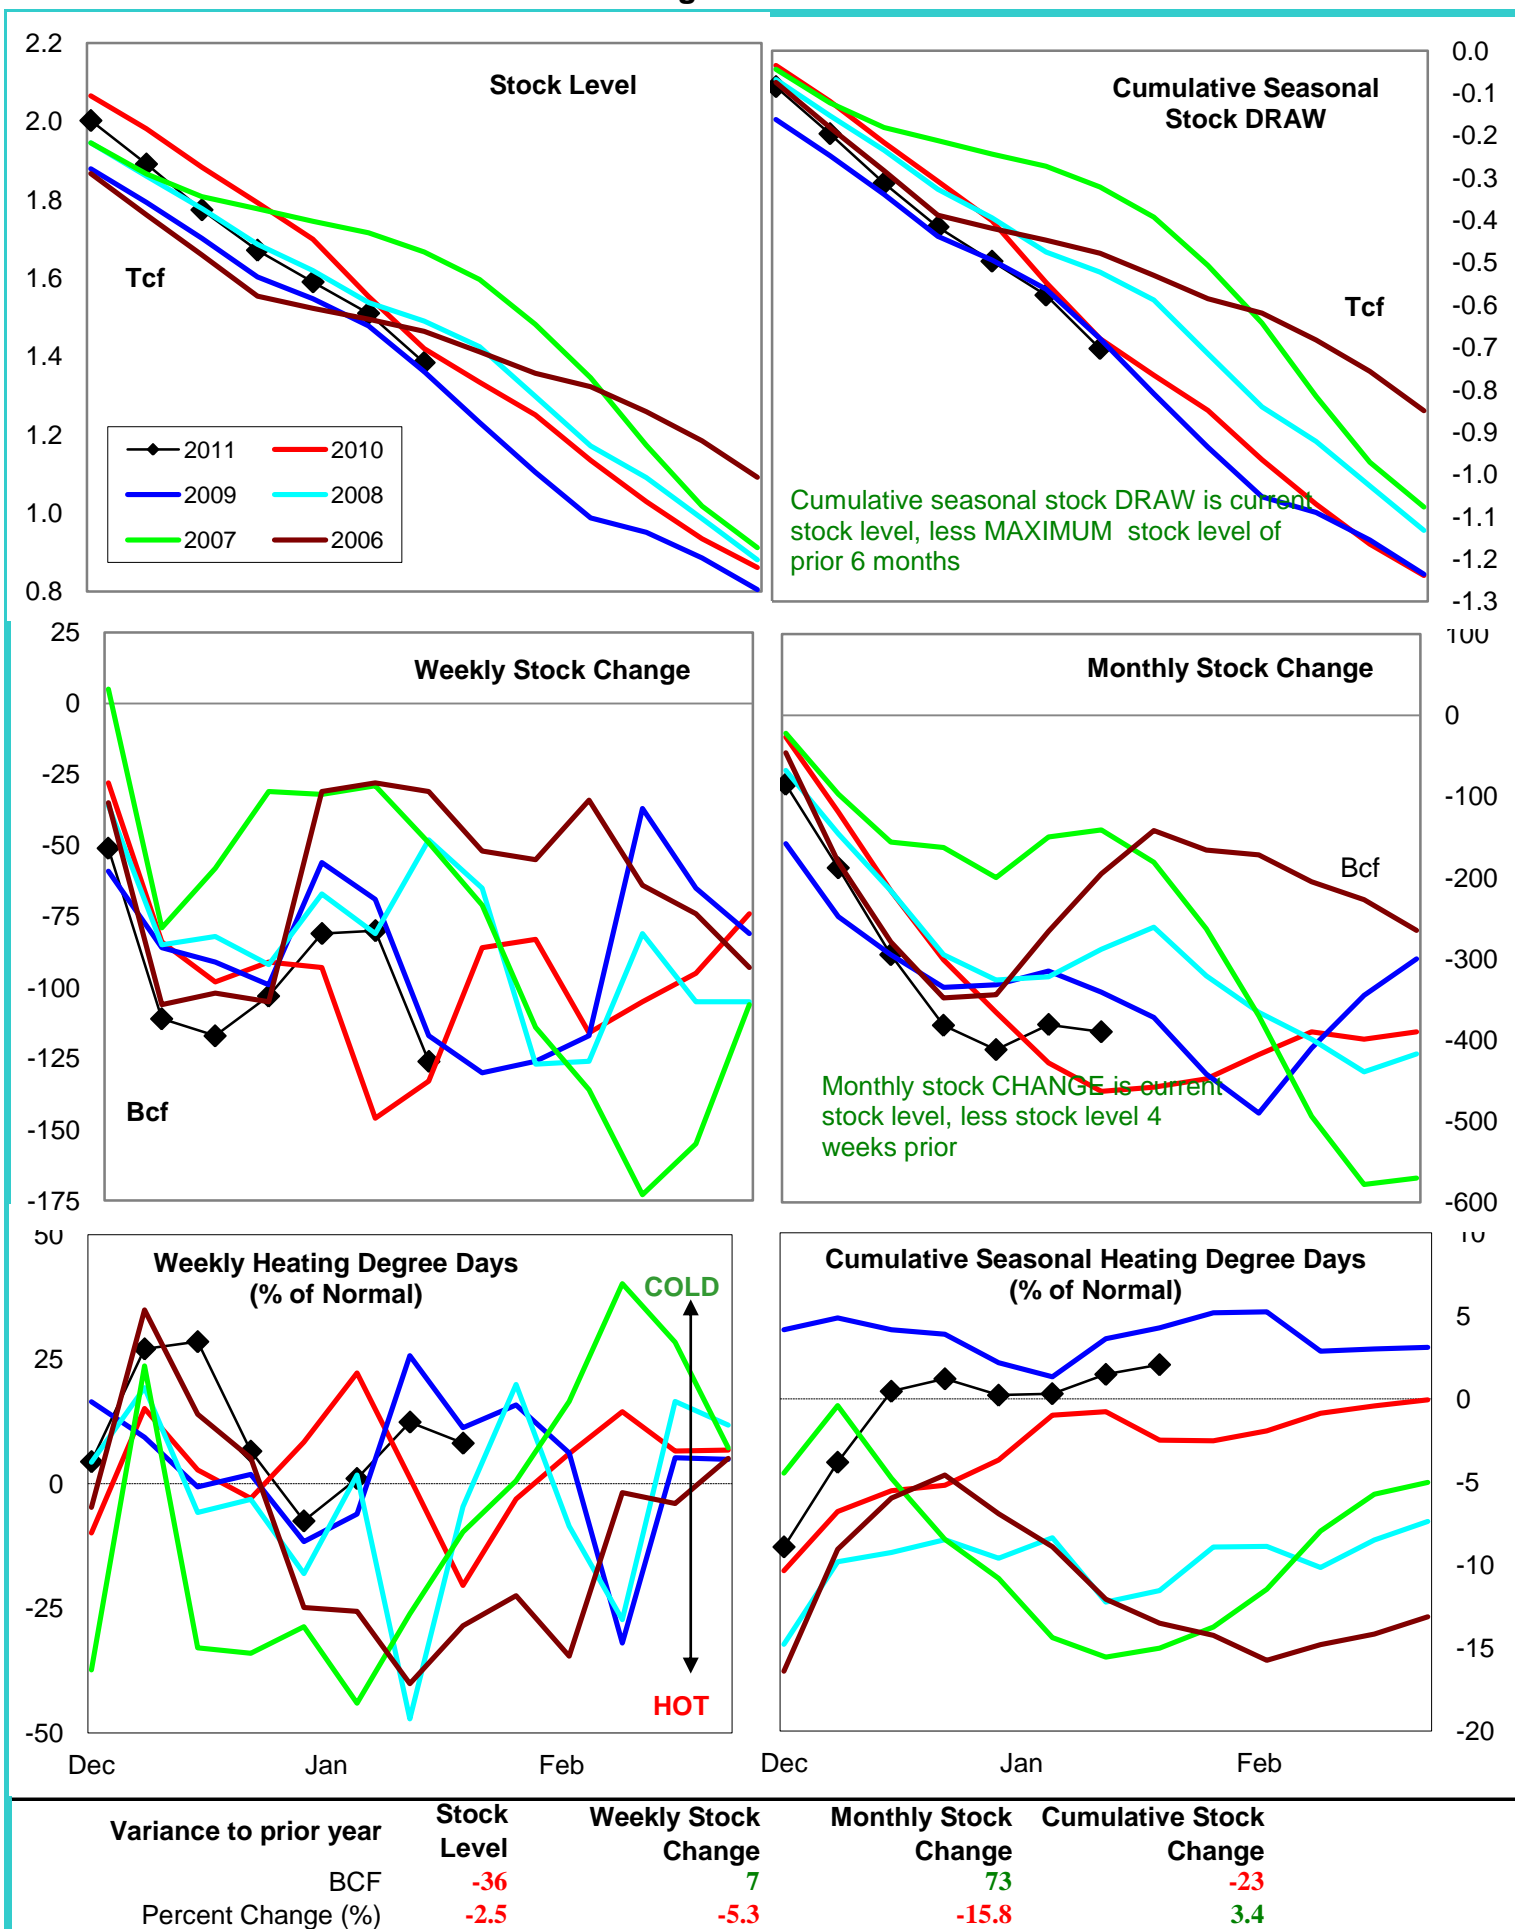 2.2
2.0
1.8
1.6
1.4
1.2
1.0
0.8
Stock Level
Tcf
2011
2010
2009
2008
2007
2006
Cumulative Seasonal
Stock DRAW
Tcf
Cumulative seasonal stock DRAW is current
stock level, less MAXIMUM stock level of
prior 6 months
0.0
-0.1
-0.2
-0.3
-0.4
-0.5
-0.6
-0.7
-0.8
-0.9
-1.0
-1.1
-1.2
-1.3
25
0
-25
-50
-75
-100
-125
-150
-175
Weekly Stock Change
Bcf
Monthly Stock Change
Bcf
Monthly stock CHANGE is current
stock level, less stock level 4
weeks prior
100
0
-100
-200
-300
-400
-500
-600
50
25
0
-25
-50
Weekly Heating Degree Days
(% of Normal)
COLD
HOT
Dec
Jan
Feb
Cumulative Seasonal Heating Degree Days
(% of Normal)
10
5
0
-5
-10
-15
-20
Dec
Jan
Feb
Variance to prior year
Stock
Level
Weekly Stock
Change
Monthly Stock
Change
Cumulative Stock
Change
BCF -36 7 73 -23
Percent Change (%) -2.5 -5.3 -15.8 3.4